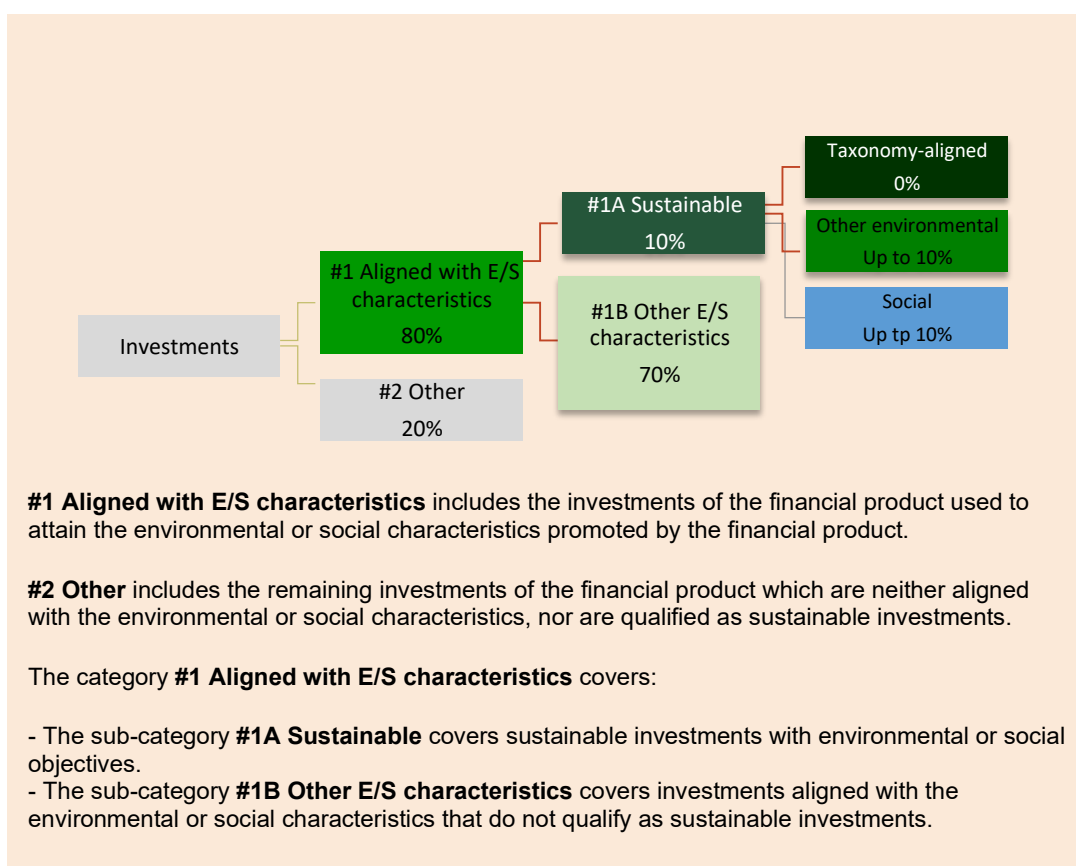 Taxonomy-aligned
0%
#1A Sustainable
10%
Other environmental
Up to 10%
#1 Aligned with E/S
characteristics
80%
#1B Other E/S
characteristics
70%
Social
Up tp 10%
Investments
#2 Other
20%
#1 Aligned with E/S characteristics includes the investments of the financial product used to
attain the environmental or social characteristics promoted by the financial product.
#2 Other includes the remaining investments of the financial product which are neither aligned
with the environmental or social characteristics, nor are qualified as sustainable investments.
The category #1 Aligned with E/S characteristics covers:
- The sub-category #1A Sustainable covers sustainable investments with environmental or social
objectives.
- The sub-category #1B Other E/S characteristics covers investments aligned with the
environmental or social characteristics that do not qualify as sustainable investments.